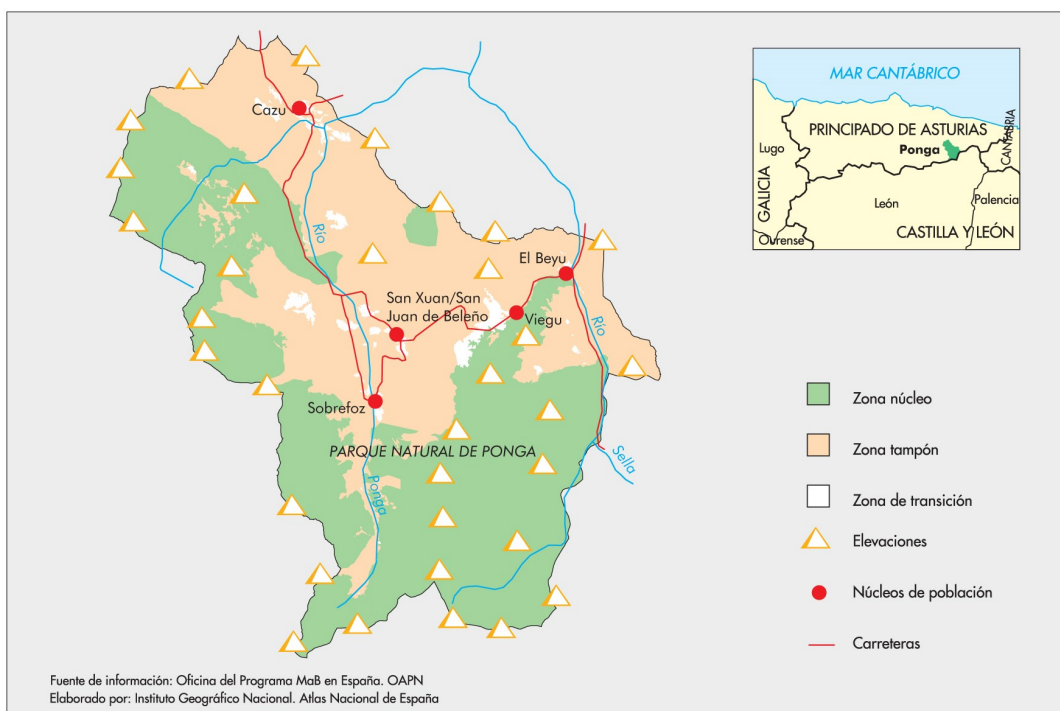 Cazu
Río
El Beyu
San Xuan/San
Juan de Beleño
Viegu
Río
Sobrefoz
PARQUE NATURAL DE PONGA
Sella
Ponga
MAR CANTÁBRICO
PRINCIPADO DE ASTURIAS
CANTABRIA
Lugo
Ponga
GALICIA
León
Palencia
CASTILLA Y LEÓN
Ourense
Zona núcleo
Zona tampón
Zona de transición
Elevaciones
Núcleos de población
Carreteras
Fuente de información: Oficina del Programa MaB en España. OAPN
Elaborado por: Instituto Geográfico Nacional. Atlas Nacional de España